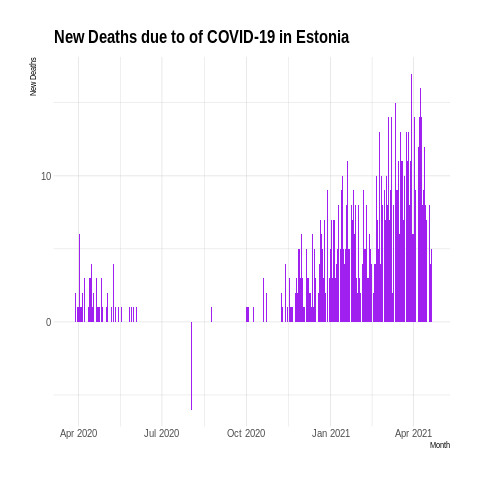 New Deaths due to of COVID-19 in Estonia
New Deaths
10
0
Apr 2020 Jul 2020 Oct 2020 Jan 2021 Apr 2021
Month